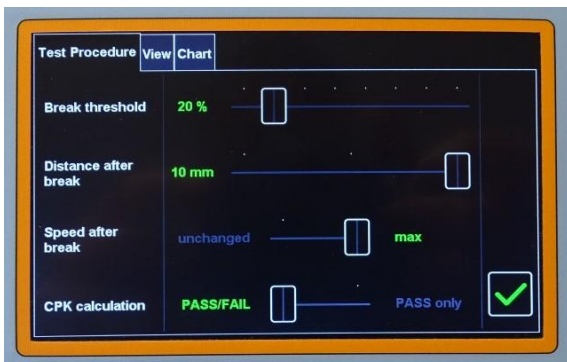 Test Procedure View Chart
Break threshold 20 %
Distance after
break
10 mm
Speed after
break
unchanged max
CPK calculation PASS/FAIL PASS only